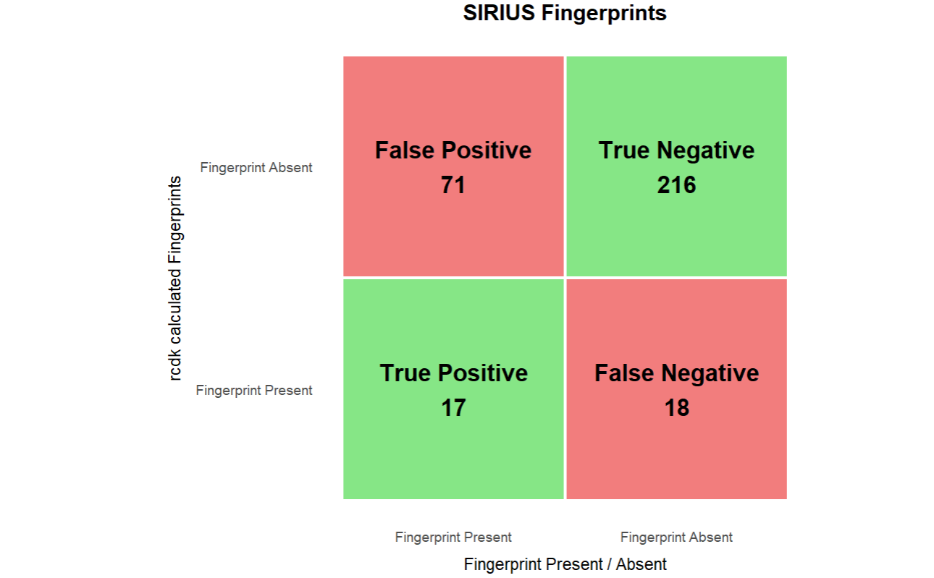 SIRIUS Fingerprints
False Positive
71
True Negative
216
Fingerprint Absent
rcdk calculated Fingerprints
True Positive
17
False Negative
18
Fingerprint Present
Fingerprint Present
Fingerprint Absent
Fingerprint Present / Absent